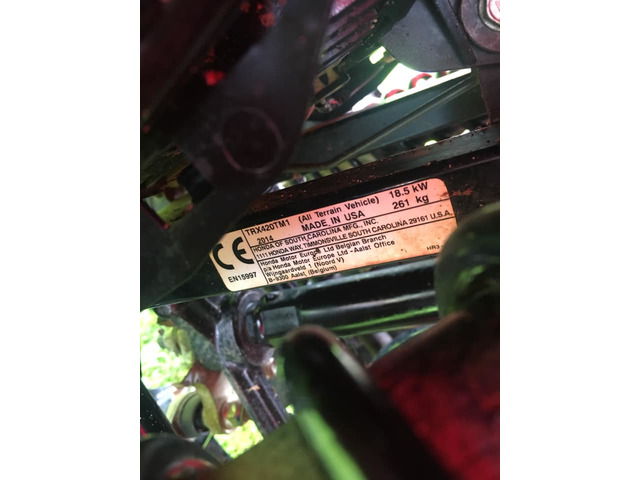 TRX420TM1 (All Terrain Vehicle) 18.5 kW
2014 MADE IN USA 261 kg
HONDA OF SOUTH CAROLINA MFG., INC.
1111 HONDA WAY, TIMMONSVILLE SOUTH CAROLINA 29161 U.S.A.
Honda Motor Europe Ltd Belgian Branch
p/a Honda Motor Europe Ltd -Aalst Office
Wijngaardveld 1 (Noord V)
B-9300 Aalst, (Belgium)
HR3
CE
EN15997